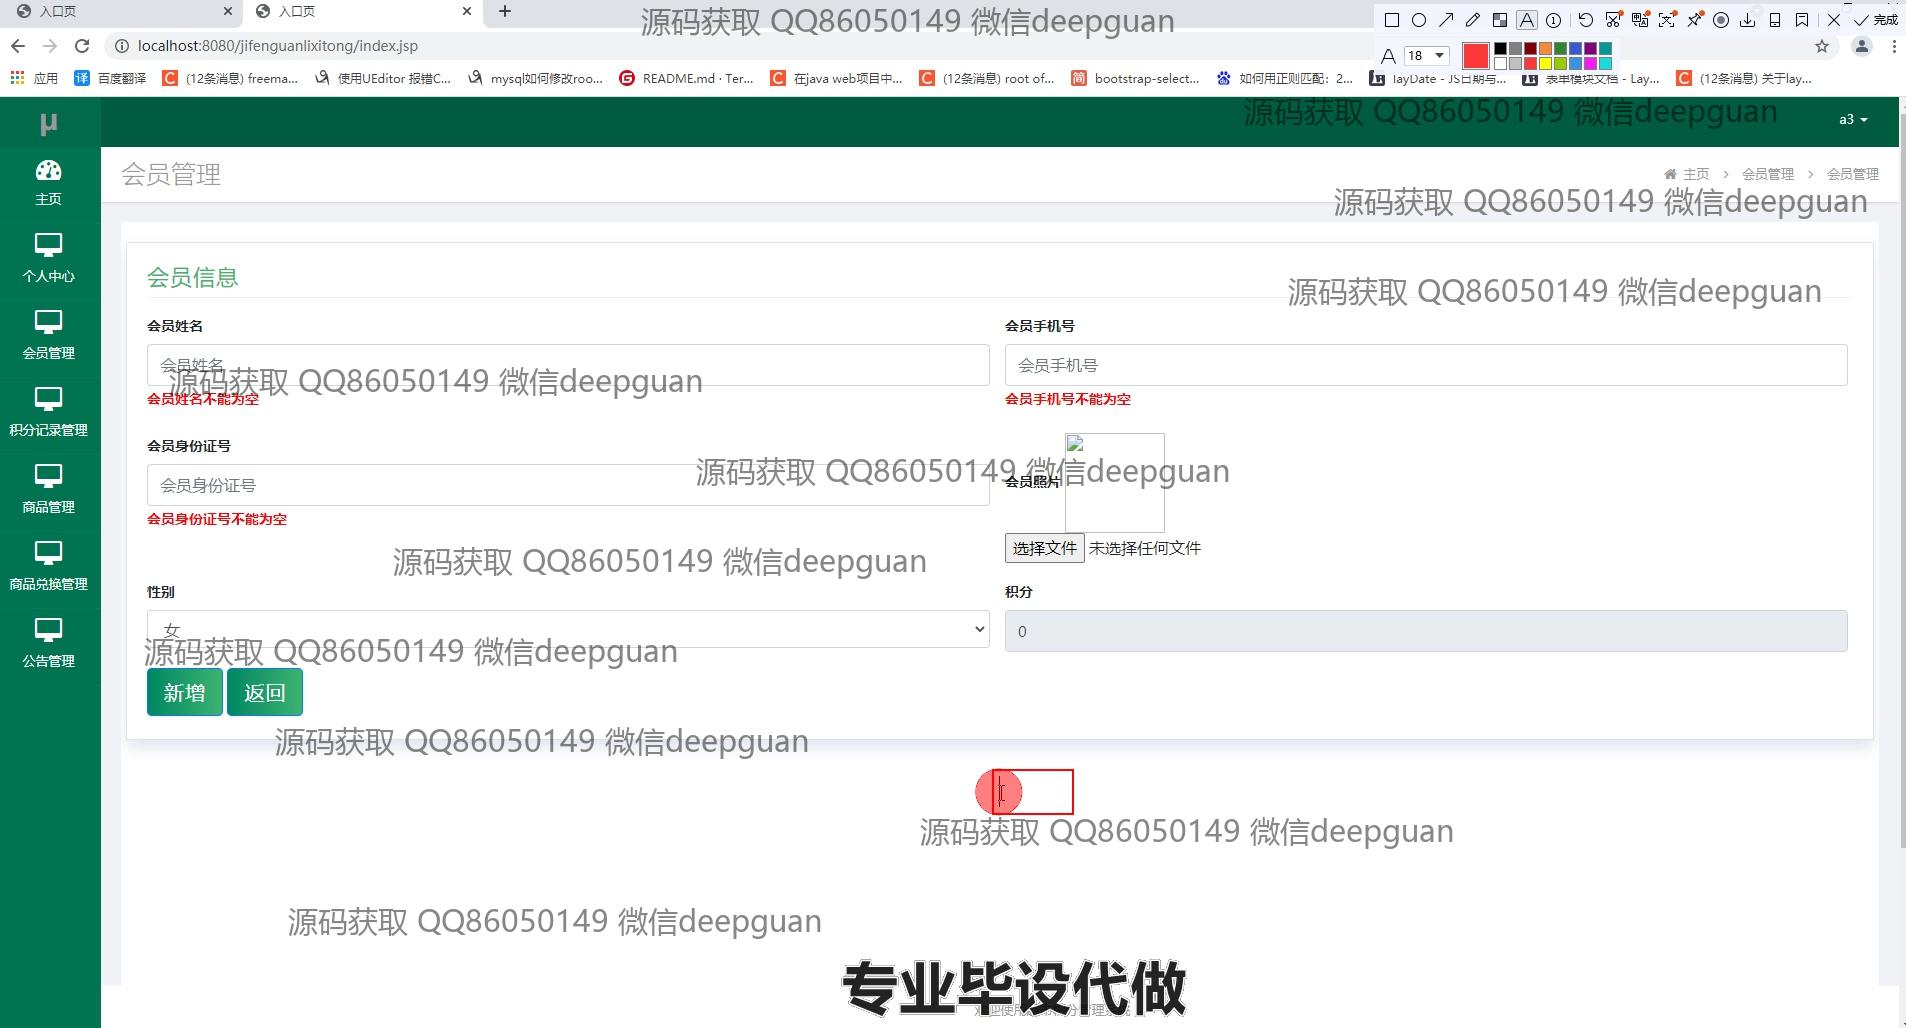 入口页
入口页
源码获取 QQ86050149 微信deepguan
完成
localhost:8080/jifenguanlixitong/index.jsp
18
应用
百度翻译
(12条消息) freema...
使用UEditor 报错C...
mysql如何修改roo...
README.md · Ter...
在java web项目中...
(12条消息) root of...
bootstrap-select...
如何用正则匹配：2...
layDate - JS日期与...
表单模块文档 - Lay...
(12条消息) 关于lay...
μ
源码获取 QQ86050149 微信deepguan
a3
主页
会员管理
主页 > 会员管理 > 会员管理
源码获取 QQ86050149 微信deepguan
个人中心
会员信息
源码获取 QQ86050149 微信deepguan
会员姓名
会员手机号
会员管理
会员姓名
会员手机号
源码获取 QQ86050149 微信deepguan
会员姓名不能为空
会员手机号不能为空
积分记录管理
会员身份证号
源码获取 QQ86050149 微信deepguan
会员照片
会员身份证号
商品管理
会员身份证号不能为空
选择文件 未选择任何文件
源码获取 QQ86050149 微信deepguan
商品兑换管理
性别
积分
女
0
源码获取 QQ86050149 微信deepguan
公告管理
新增
返回
源码获取 QQ86050149 微信deepguan
源码获取 QQ86050149 微信deepguan
源码获取 QQ86050149 微信deepguan
专业毕设代做